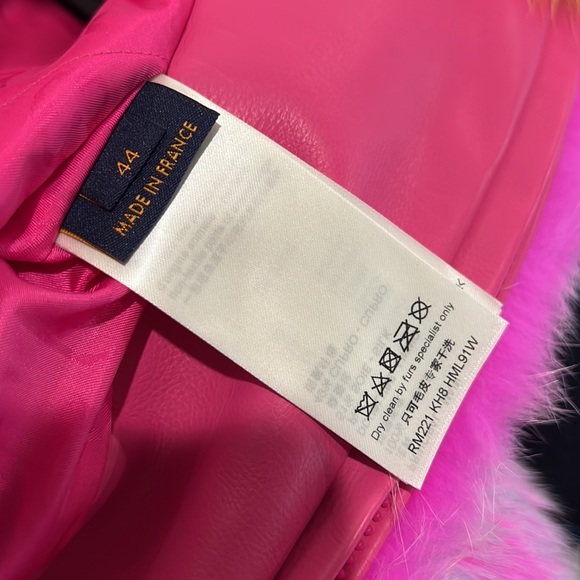 44
MADE IN FRANCE
Dry clean by furs specialist only
只可毛皮专家干洗
RM221 KH8 HML91W
K